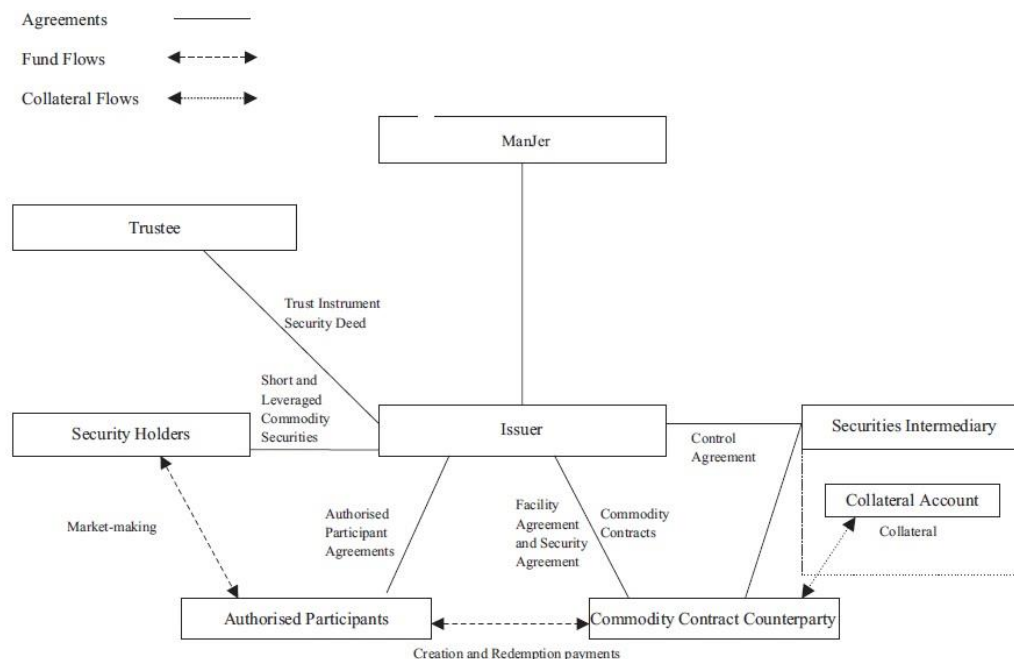 Agreements
Fund Flows
Collateral Flows
ManJer
Trustee
Trust Instrument
Security Deed
Short and
Leveraged
Commodity
Securities
Security Holders
Issuer
Securities Intermediary
Control
Agreement
Collateral Account
Collateral
Market-making
Authorised
Participant
Agreements
Facility
Agreement
and Security
Agreement
Commodity
Contracts
Authorised Participants
Commodity Contract Counterparty
Creation and Redemption payments